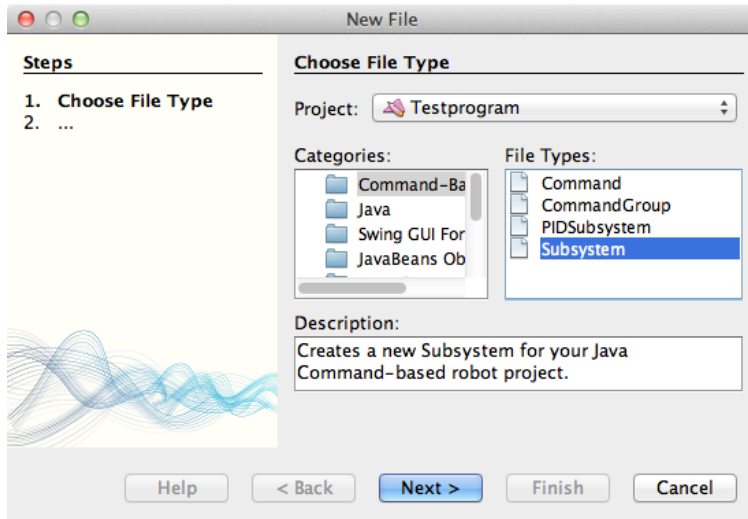 New File
Steps
1. Choose File Type
2. ...
Choose File Type
Project: Testprogram
Categories:
Command-Ba
Java
Swing GUI For
JavaBeans Ob
File Types:
Command
CommandGroup
PIDSubsystem
Subsystem
Description:
Creates a new Subsystem for your Java
Command-based robot project.
Help < Back Next > Finish Cancel